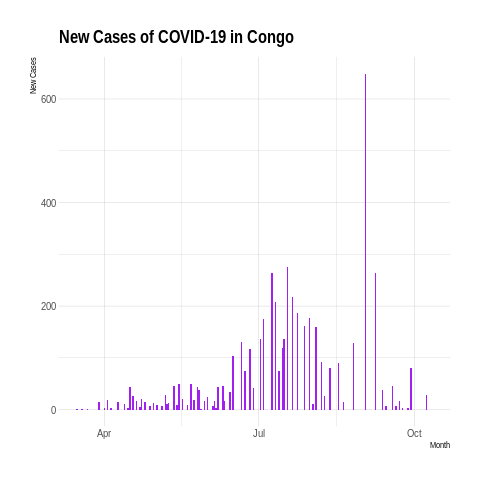 New Cases of COVID-19 in Congo
New Cases
600
400
200
0
Apr
Jul
Oct
Month